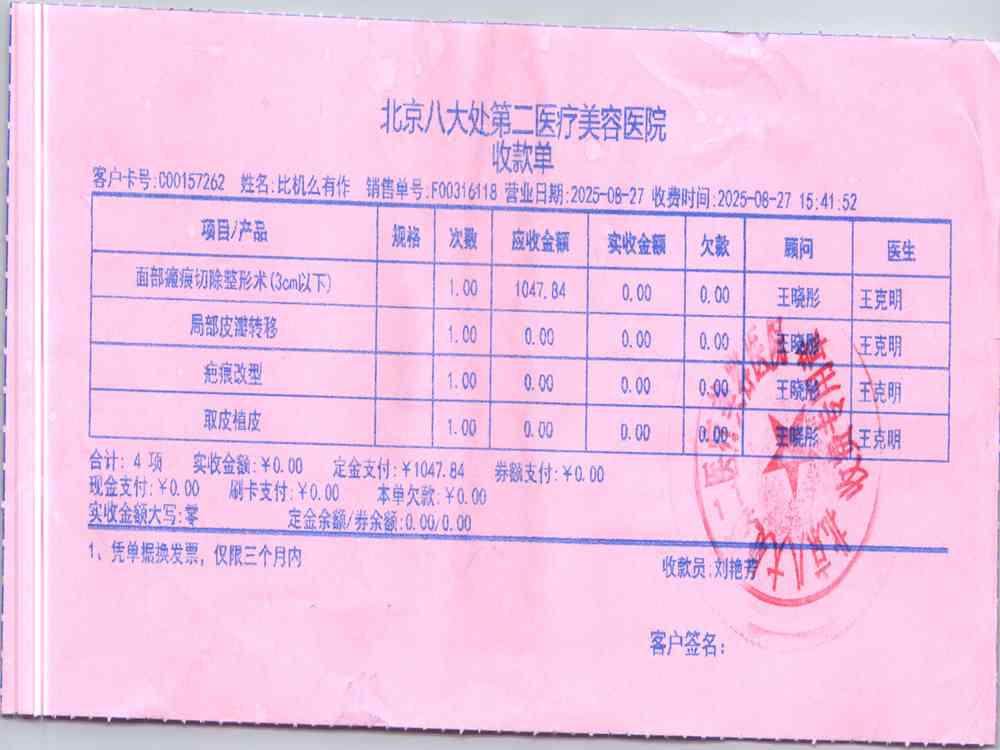 北京八大处第二医疗美容医院
收款单
客户卡号:C00157262 姓名:比机么有作 销售单号:F00316118 营业日期:2025-08-27 收费时间:2025-08-27 15:41:52
项目/产品 规格 次数 应收金额 实收金额 欠款 顾问 医生
面部瘢痕切除整形术(3cm以下) 1.00 1047.84 0.00 0.00 王晓彤 王克明
局部皮瓣转移 1.00 0.00 0.00 0.00 王晓彤 王克明
疤痕改型 1.00 0.00 0.00 0.00 王晓彤 王克明
取皮植皮 1.00 0.00 0.00 0.00 王晓彤 王克明
合计: 4 项 实收金额:¥0.00 定金支付:¥1047.84 券额支付:¥0.00
现金支付:¥0.00 刷卡支付:¥0.00 本单欠款:¥0.00
实收金额大写:零 定金余额/券余额:0.00/0.00
1、凭单据换发票，仅限三个月内
收款员:刘艳芳
客户签名: